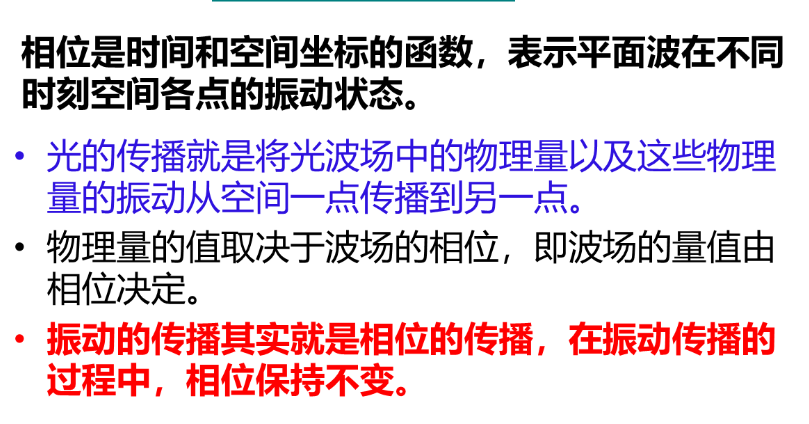 相位是时间和空间坐标的函数，表示平面波在不同
时刻空间各点的振动状态。
• 光的传播就是将光波场中的物理量以及这些物理
量的振动从空间一点传播到另一点。
• 物理量的值取决于波场的相位，即波场的量值由
相位决定。
• 振动的传播其实就是相位的传播，在振动传播的
过程中，相位保持不变。